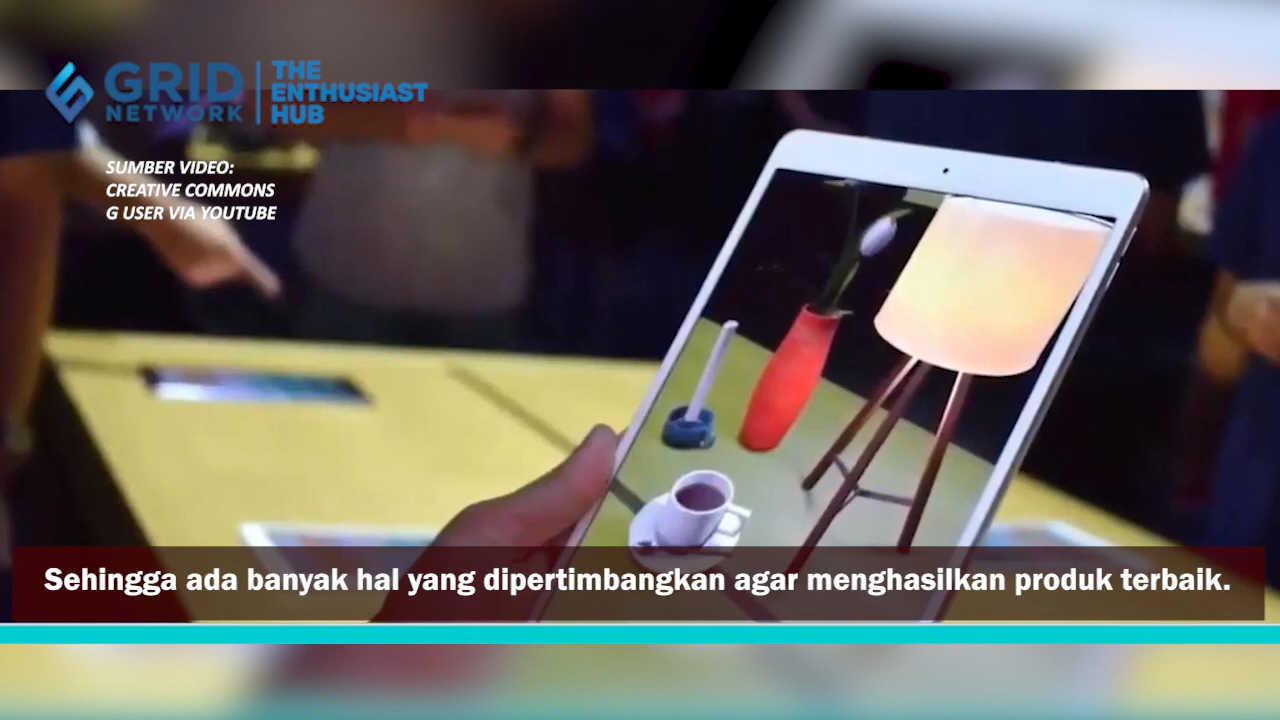 GRID
NETWORK
THE
ENTHUSIAST
HUB
SUMBER VIDEO:
CREATIVE COMMONS
G USER VIA YOUTUBE
Sehingga ada banyak hal yang dipertimbangkan agar menghasilkan produk terbaik.